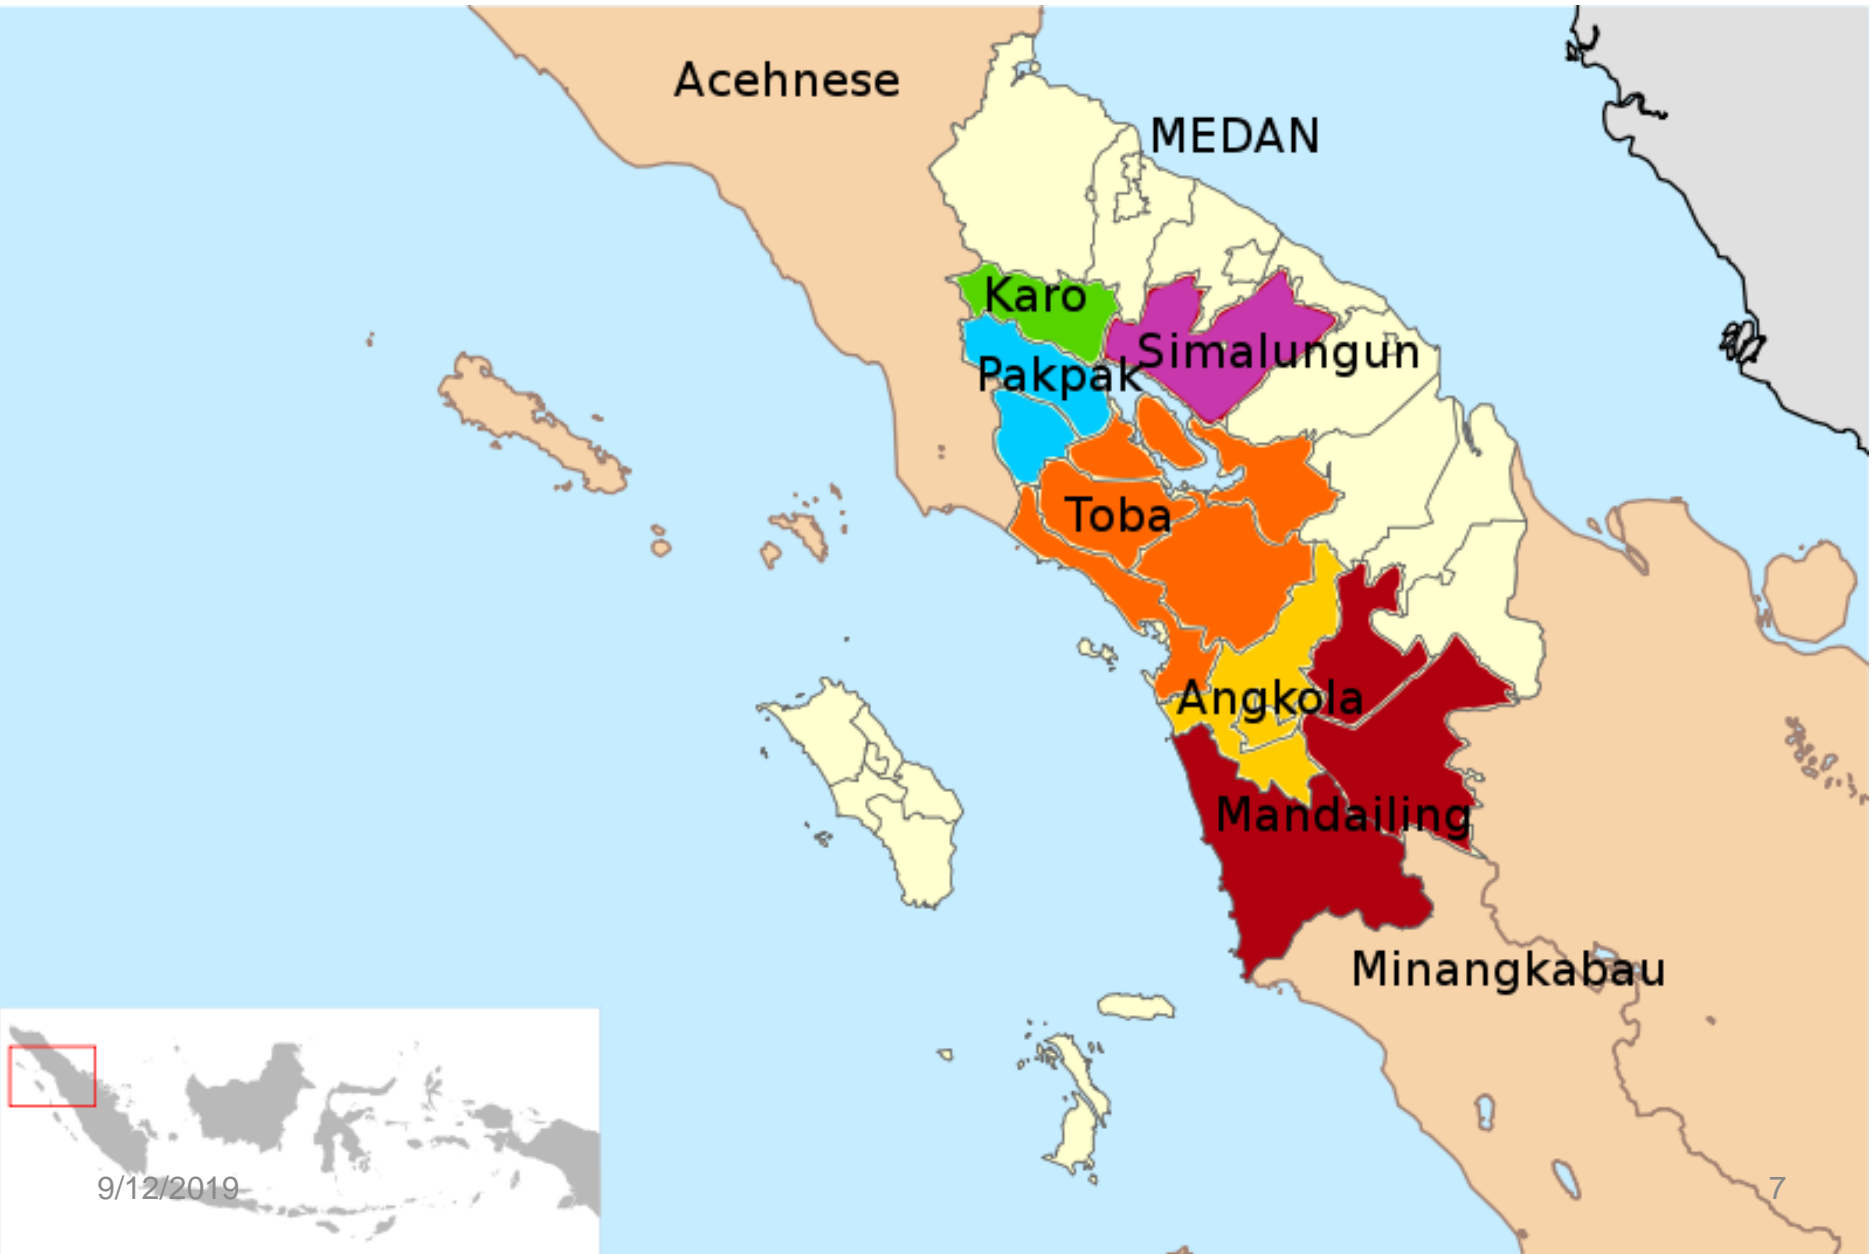 Acehnese
MEDAN
Karo
Simalungun
Pakpak
Toba
Angkola
Mandailing
Minangkabau
9/12/2019
7